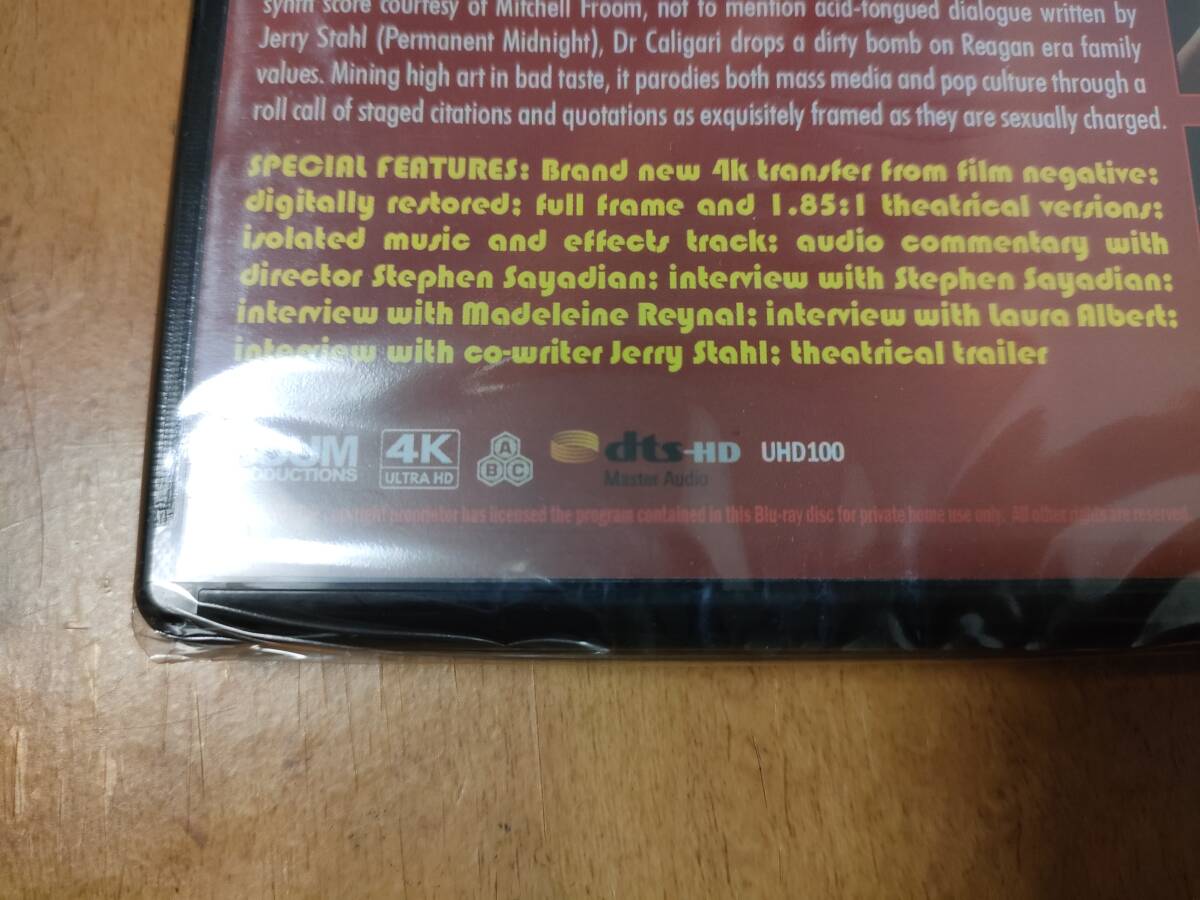 synth score courtesy of Mitchell Froom, not to mention acid-tongued dialogue written by
Jerry Stahl (Permanent Midnight), Dr Caligari drops a dirty bomb on Reagan era family
values. Mining high art in bad taste, it parodies both mass media and pop culture through a
roll call of staged citations and quotations as exquisitely framed as they are sexually charged.
SPECIAL FEATURES: Brand new 4k transfer from film negative;
digitally restored; full frame and 1.85:1 theatrical versions;
isolated music and effects track; audio commentary with
director Stephen Sayadian; interview with Stephen Sayadian;
interview with Madeleine Reynal; interview with Laura Albert;
interview with co-writer Jerry Stahl; theatrical trailer
4K ULTRA HD A B C dts-HD Master Audio UHD100
has licensed the program contained in this Blu-ray disc for private home use only. All other rights are reserved.